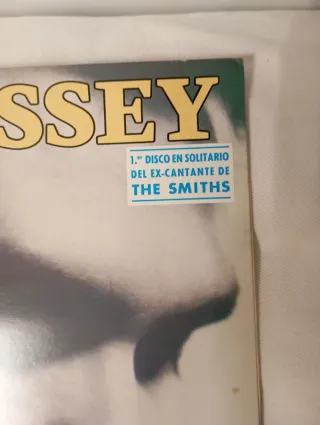 SSEY
1.er DISCO EN SOLITARIO
DEL EX-CANTANTE DE
THE SMITHS